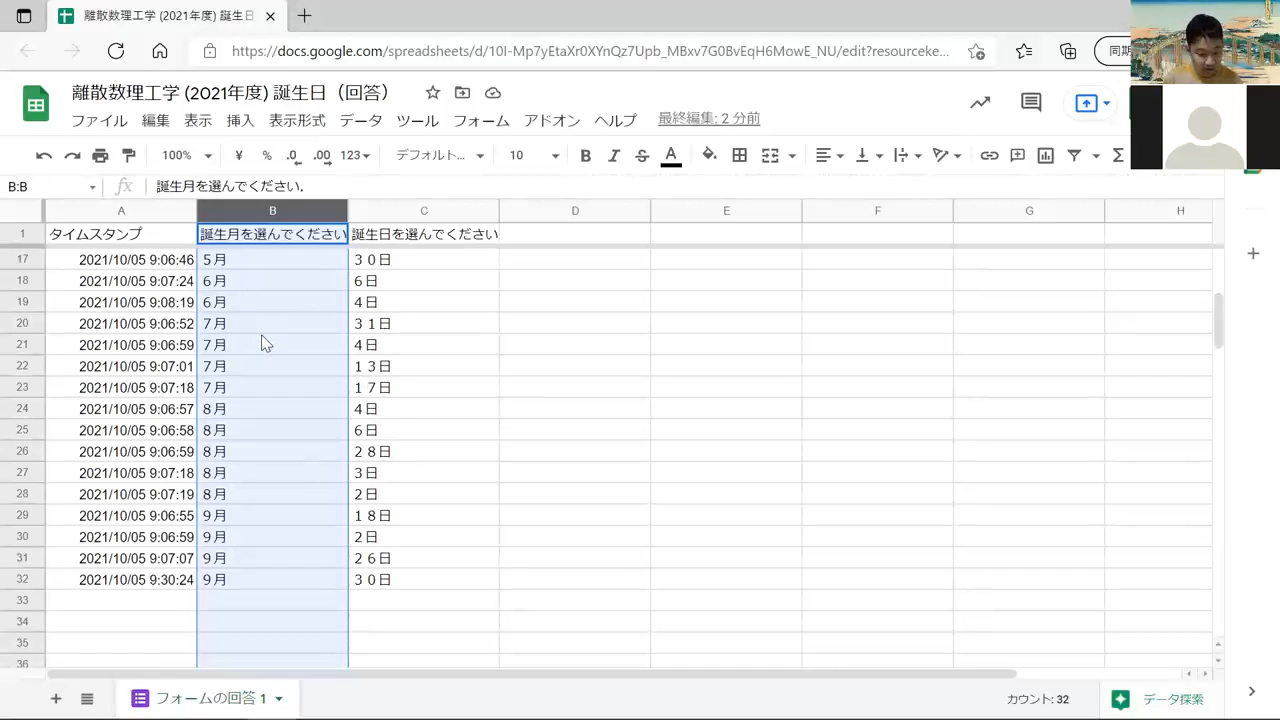 離散数理工学 (2021年度) 誕生日
https://docs.google.com/spreadsheets/d/10I-Mp7yEtaXr0XYnQz7Upb_MBxv7G0BvEqH6MowE_NU/edit?resourceke...
同期
離散数理工学 (2021年度) 誕生日（回答）
ファイル 編集 表示 挿入 表示形式 データ ツール フォーム アドオン ヘルプ 最終編集: 2 分前
100% ¥ % .0 .00 123 デフォルト... 10 B I S A Σ
B:B fx 誕生月を選んでください.
A B C D E F G H
1 タイムスタンプ 誕生月を選んでください 誕生日を選んでください
17 2021/10/05 9:06:46 ５月 ３０日
18 2021/10/05 9:07:24 ６月 ６日
19 2021/10/05 9:08:19 ６月 ４日
20 2021/10/05 9:06:52 ７月 ３１日
21 2021/10/05 9:06:59 ７月 ４日
22 2021/10/05 9:07:01 ７月 １３日
23 2021/10/05 9:07:18 ７月 １７日
24 2021/10/05 9:06:57 ８月 ４日
25 2021/10/05 9:06:58 ８月 ６日
26 2021/10/05 9:06:59 ８月 ２８日
27 2021/10/05 9:07:18 ８月 ３日
28 2021/10/05 9:07:19 ８月 ２日
29 2021/10/05 9:06:55 ９月 １８日
30 2021/10/05 9:06:59 ９月 ２日
31 2021/10/05 9:07:07 ９月 ２６日
32 2021/10/05 9:30:24 ９月 ３０日
33
34
35
36
フォームの回答 1 カウント: 32 データ探索